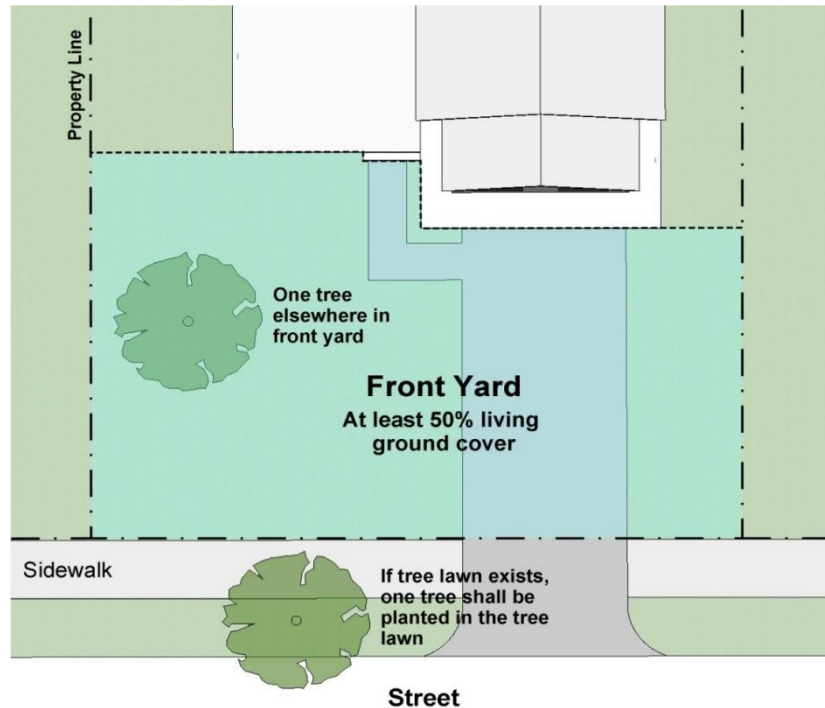 Property Line
One tree
elsewhere in
front yard
Front Yard
At least 50% living
ground cover
Sidewalk
If tree lawn exists,
one tree shall be
planted in the tree
lawn
Street